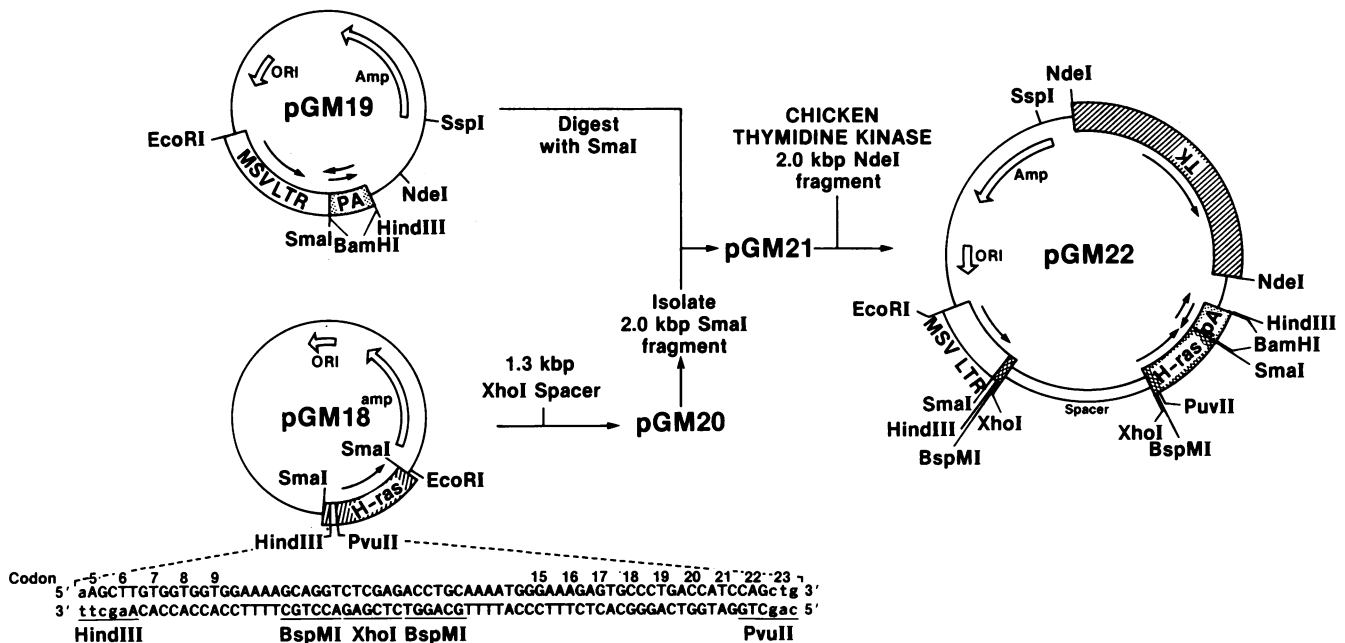 pGM19
ORI
Amp
SspI
NdeI
HindIII
BamHI
SmaI
EcoRI
MSV LTR
PA
Digest
with SmaI
pGM18
ORI
amp
SmaI
SmaI
EcoRI
H-ras
HindIII
PvuII
1.3 kbp
XhoI Spacer
pGM20
Isolate
2.0 kbp SmaI
fragment
pGM21
CHICKEN
THYMIDINE KINASE
2.0 kbp NdeI
fragment
pGM22
NdeI
SspI
Amp
TK
ORI
NdeI
EcoRI
MSV LTR
SmaI
HindIII
BspMI
XhoI
Spacer
H-ras
pA
HindIII
BamHI
SmaI
PuvII
XhoI
BspMI
Codon 5 6 7 8 9 15 16 17 18 19 20 21 22 23
5' aAGCTTGTGGTGGTGGAAAAGCAGGTCTCGAGACCTGCAAAATGGGAAAGAGTGCCCTGACCATCCAGctg 3'
3' ttcgaACACCACCACCTTTTCGTCCAGAGCTCTGGACGTTTTACCCTTTCTCACGGGACTGGTAGGTCgac 5'
HindIII BspMI XhoI BspMI PvuII